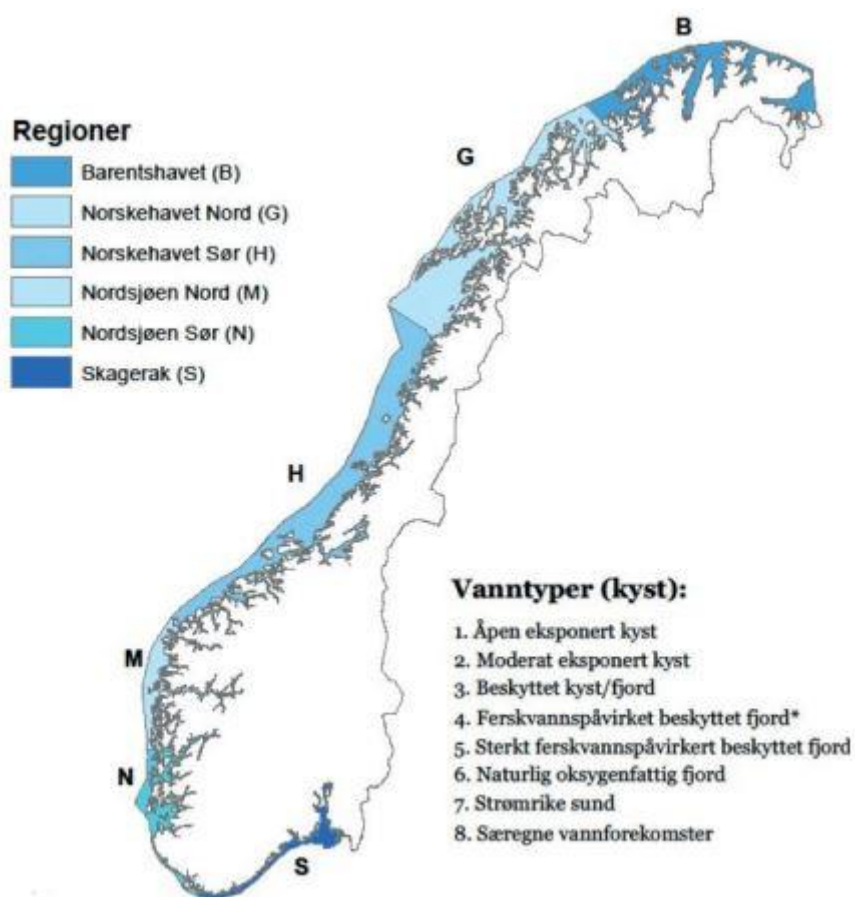 B
Regioner
Barentshavet (B)
G
Norskehavet Nord (G)
Norskehavet Sør (H)
Nordsjøen Nord (M)
Nordsjøen Sør (N)
Skagerak (S)
H
Vanntyper (kyst):
1. Åpen eksponert kyst
M
2. Moderat eksponert kyst
3. Beskyttet kyst/fjord
4. Ferskvannspåvirket beskyttet fjord*
5. Sterkt ferskvannspåvirkert beskyttet fjord
N
6. Naturlig oksygenfattig fjord
7. Strømrike sund
8. Særegne vannforekomster
S